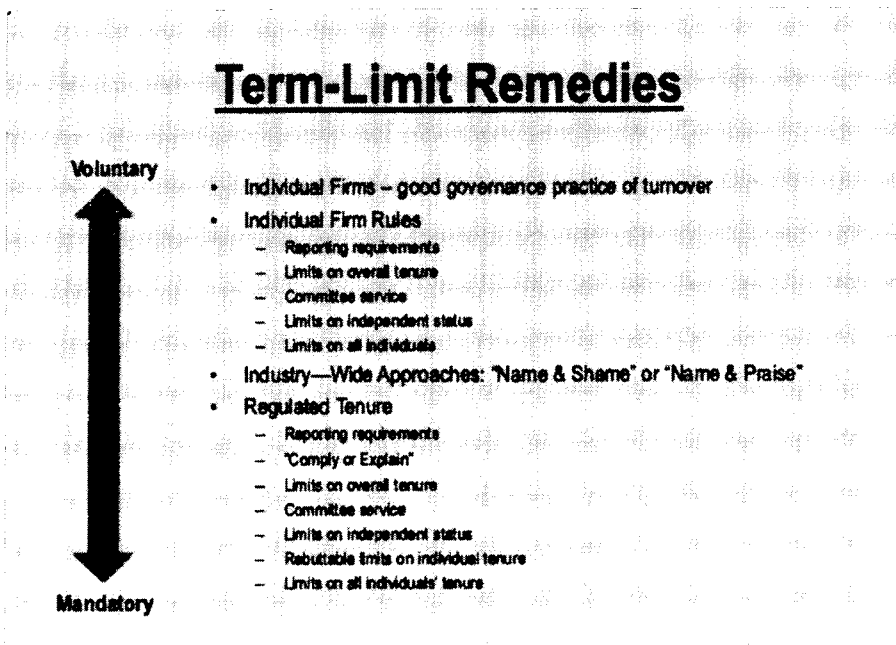 Term-Limit Remedies
Voluntary
• Individual Firms – good governance practice of turnover
• Individual Firm Rules
– Reporting requirements
– Limits on overall tenure
– Committee service
– Limits on independent status
– Limits on all individuals
• Industry—Wide Approaches: "Name & Shame" or "Name & Praise"
• Regulated Tenure
– Reporting requirements
– "Comply or Explain"
– Limits on overall tenure
– Committee service
– Limits on independent status
– Rebuttable limits on individual tenure
– Limits on all individuals' tenure
Mandatory